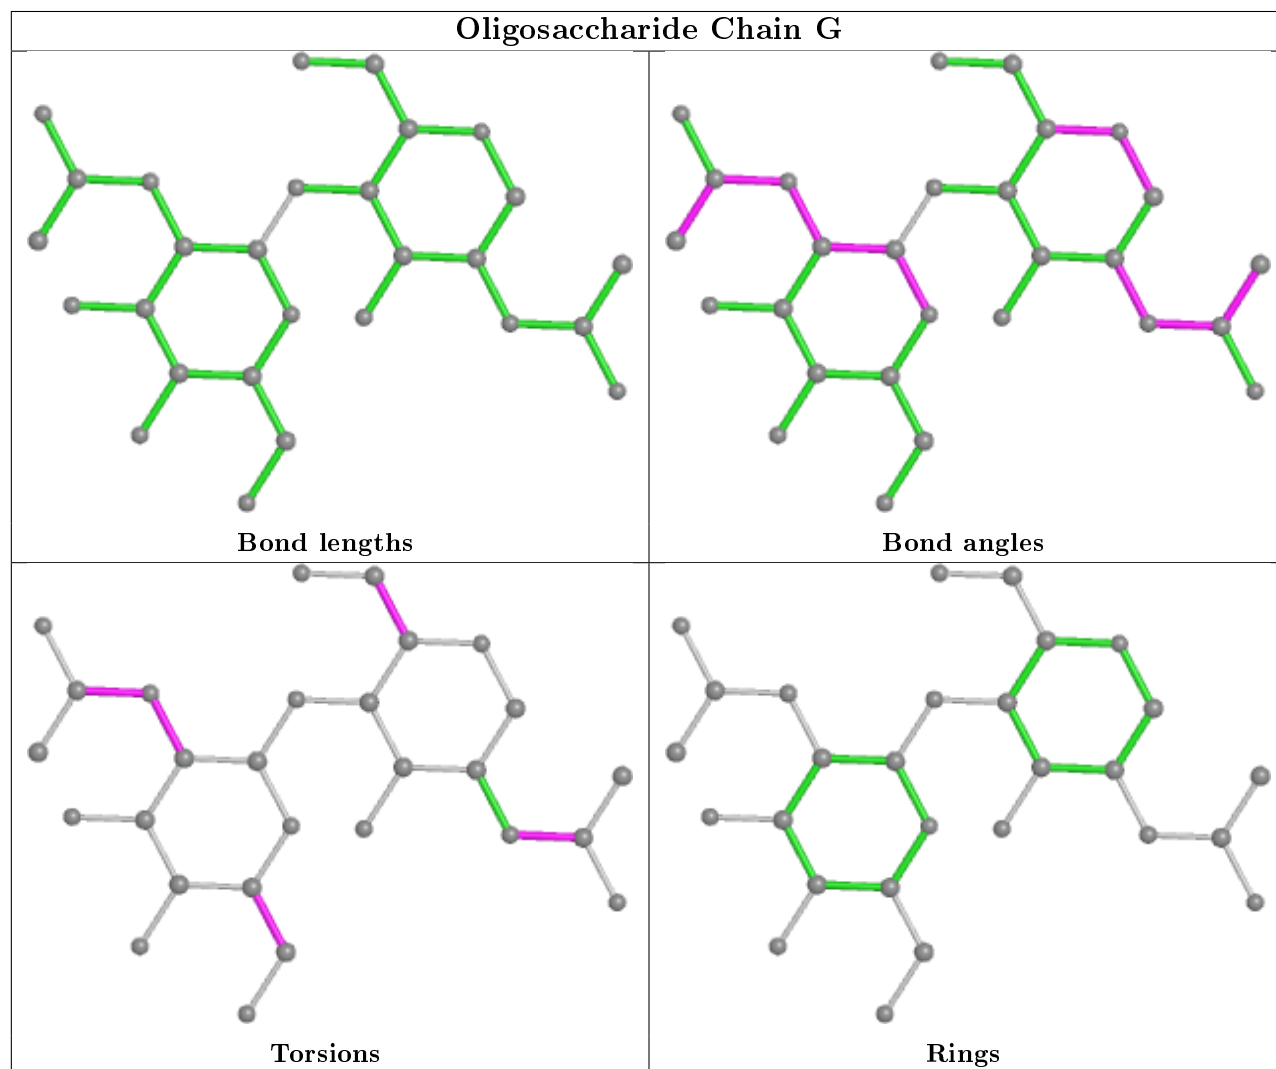 Oligosaccharide Chain G
Bond lengths
Bond angles
Torsions
Rings